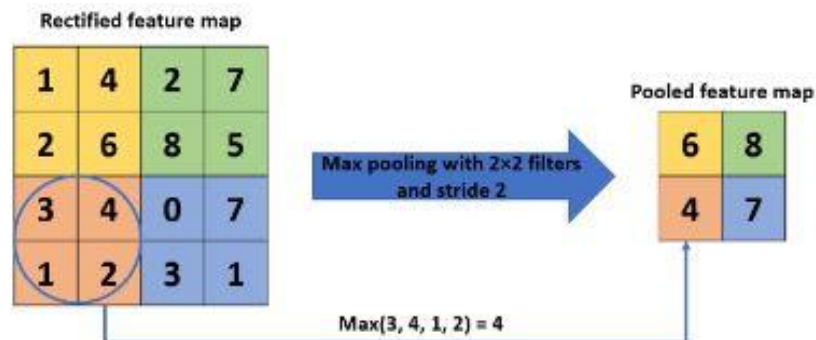 Rectified feature map
1 4 2 7
2 6 8 5
3 4 0 7
1 2 3 1
Max pooling with 2×2 filters
and stride 2
Pooled feature map
6 8
4 7
Max(3, 4, 1, 2) = 4